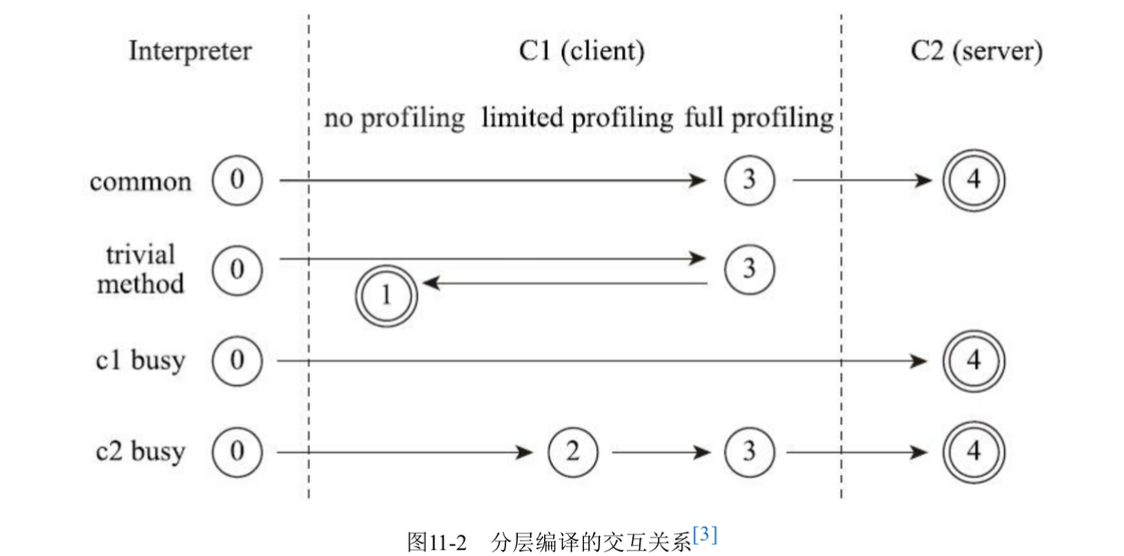 Interpreter C1 (client) C2 (server)
no profiling limited profiling full profiling
common 0 3 4
trivial
method 0 3
1
c1 busy 0 4
c2 busy 0 2 3 4
图11-2 分层编译的交互关系[3]